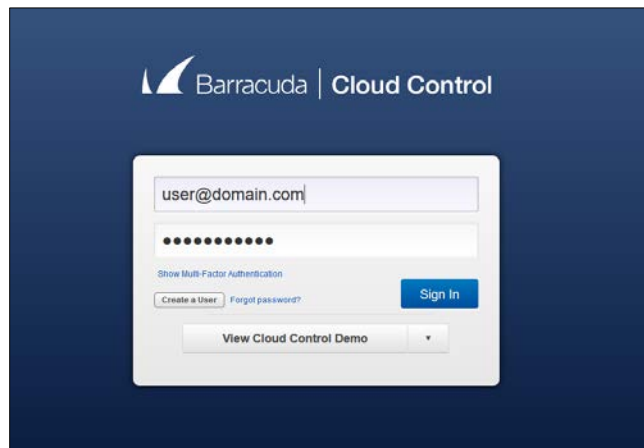 Barracuda | Cloud Control
user@domain.com
•••••••••••
Show Multi-Factor Authentication
Create a User Forgot password?
Sign In
View Cloud Control Demo